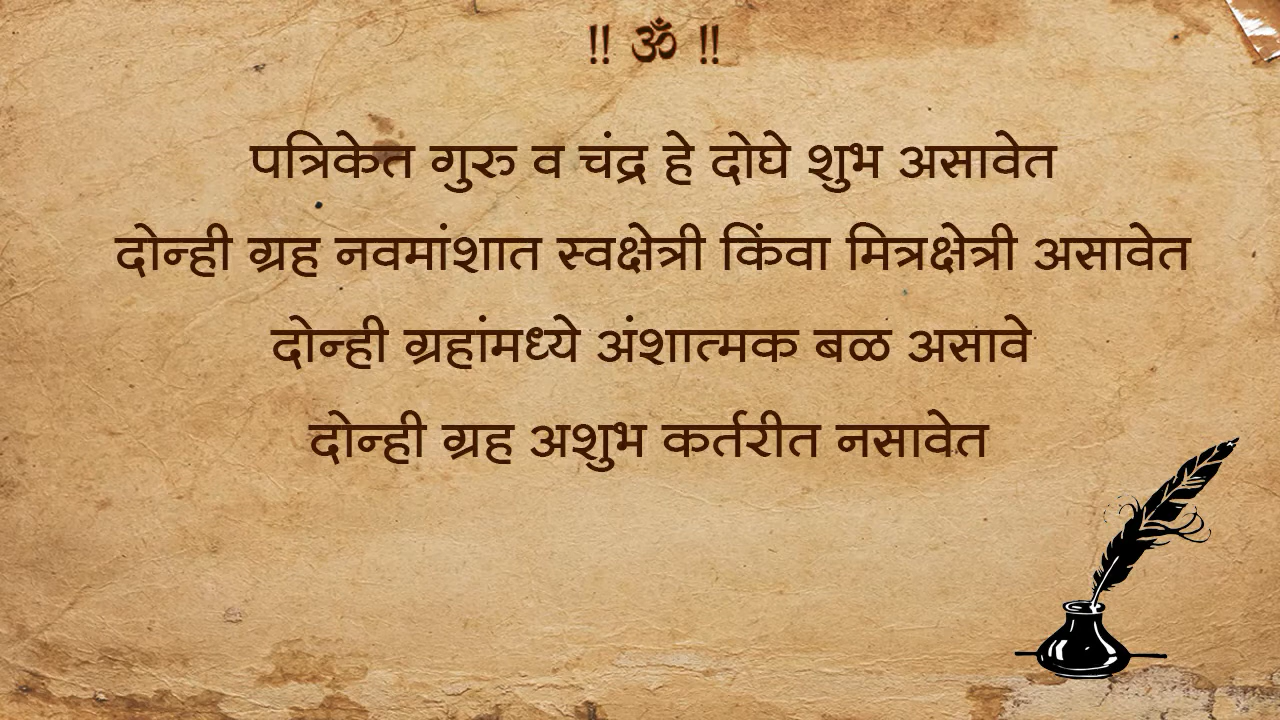 !! ॐ !!
पत्रिकेत गुरु व चंद्र हे दोघे शुभ असावेत
दोन्ही ग्रह नवमांशात स्वक्षेत्री किंवा मित्रक्षेत्री असावेत
दोन्ही ग्रहांमध्ये अंशात्मक बळ असावे
दोन्ही ग्रह अशुभ कर्तरीत नसावेत